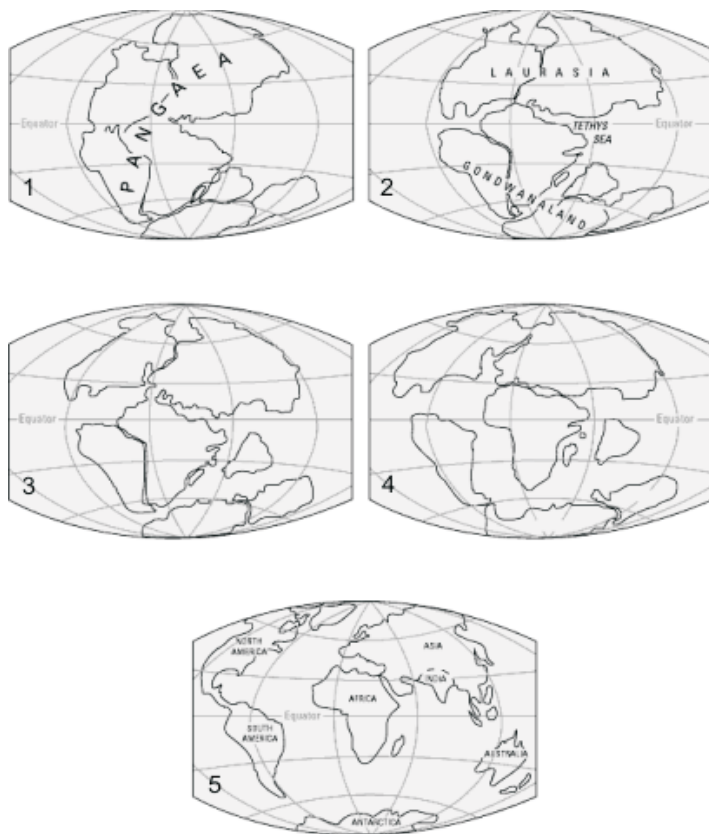 PANGAEA
Equator
1
LAURASIA
TETHYS
SEA
Equator
GONDWANALAND
2
Equator
3
Equator
4
NORTH
AMERICA
ASIA
INDIA
AFRICA
Equator
SOUTH
AMERICA
AUSTRALIA
5
ANTARCTICA